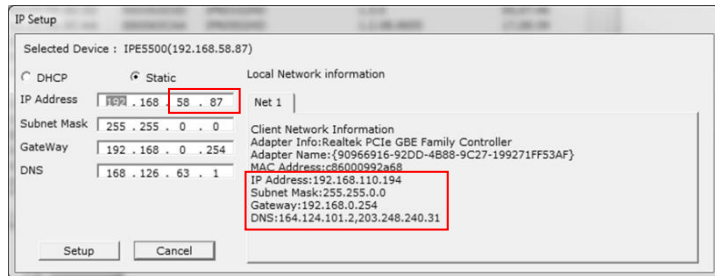 IP Setup
Selected Device : IPE5500(192.168.58.87)
DHCP Static
IP Address 192 . 168 . 58 . 87
Subnet Mask 255 . 255 . 0 . 0
GateWay 192 . 168 . 0 . 254
DNS 168 . 126 . 63 . 1
Setup Cancel
Local Network information
Net 1
Client Network Information
Adapter Info:Realtek PCIe GBE Family Controller
Adapter Name:{90966916-92DD-4B88-9C27-199271FF53AF}
MAC Address:c86000992a68
IP Address:192.168.110.194
Subnet Mask:255.255.0.0
Gateway:192.168.0.254
DNS:164.124.101.2,203.248.240.31